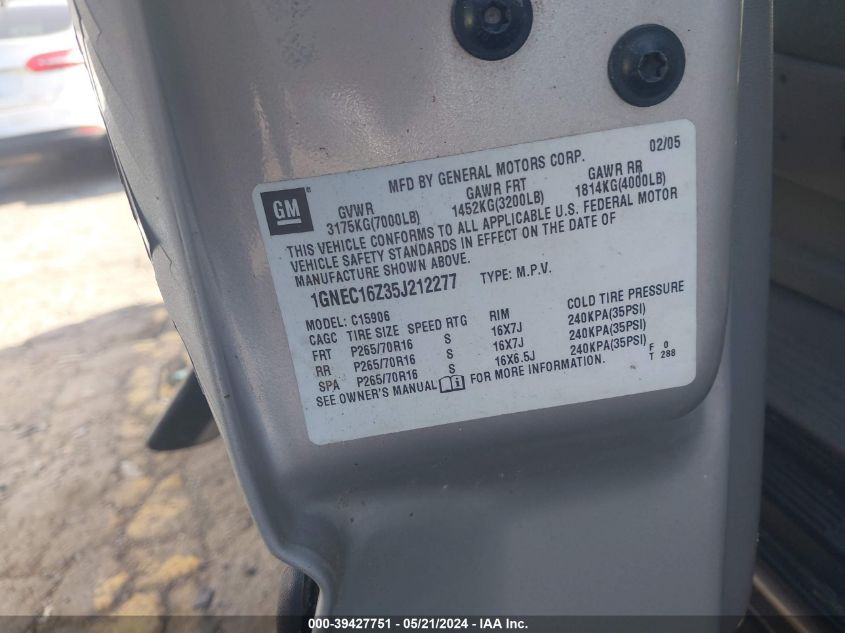 MFD BY GENERAL MOTORS CORP. 02/05
GM
GVWR GAWR FRT GAWR RR
3175KG(7000LB) 1452KG(3200LB) 1814KG(4000LB)
THIS VEHICLE CONFORMS TO ALL APPLICABLE U.S. FEDERAL MOTOR
VEHICLE SAFETY STANDARDS IN EFFECT ON THE DATE OF
MANUFACTURE SHOWN ABOVE.
1GNEC16Z35J212277 TYPE: M.P.V.
MODEL: C15906
CAGC TIRE SIZE SPEED RTG RIM COLD TIRE PRESSURE
FRT P265/70R16 S 16X7J 240KPA(35PSI)
RR P265/70R16 S 16X7J 240KPA(35PSI)
SPA P265/70R16 S 16X6.5J 240KPA(35PSI)
F 0
T 288
SEE OWNER'S MANUAL FOR MORE INFORMATION.
000-39427751 - 05/21/2024 - IAA Inc.